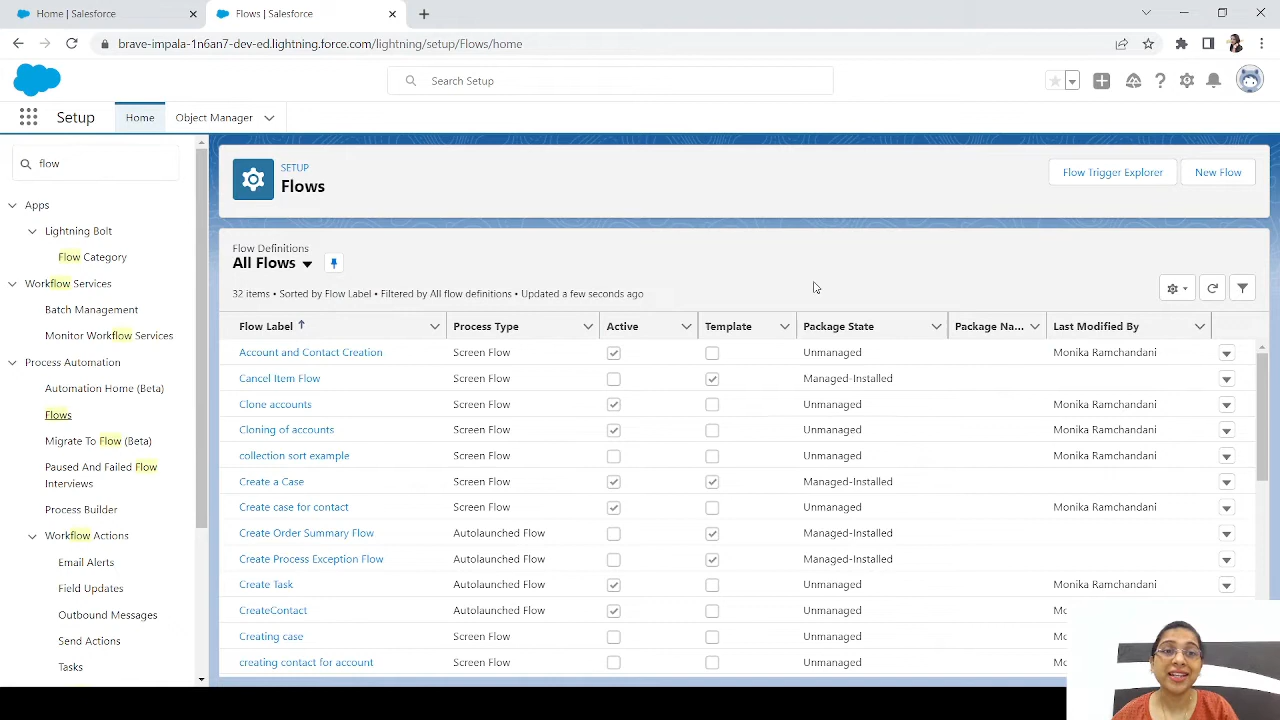 Home | Salesforce
Flows | Salesforce
brave-impala-1n6an7-dev-ed.lightning.force.com/lightning/setup/Flows/home
Search Setup
Setup
Home
Object Manager
flow
Apps
Lightning Bolt
Flow Category
Workflow Services
Batch Management
Monitor Workflow Services
Process Automation
Automation Home (Beta)
Flows
Migrate To Flow (Beta)
Paused And Failed Flow
Interviews
Process Builder
Workflow Actions
Email Alerts
Field Updates
Outbound Messages
Send Actions
Tasks
SETUP
Flows
Flow Trigger Explorer
New Flow
Flow Definitions
All Flows
32 items • Sorted by Flow Label • Filtered by All flow definitions • Updated a few seconds ago
Flow Label Process Type Active Template Package State Package Na... Last Modified By
Account and Contact Creation Screen Flow Unmanaged Monika Ramchandani
Cancel Item Flow Screen Flow Managed-Installed
Clone accounts Screen Flow Unmanaged Monika Ramchandani
Cloning of accounts Screen Flow Unmanaged Monika Ramchandani
collection sort example Screen Flow Unmanaged Monika Ramchandani
Create a Case Screen Flow Managed-Installed
Create case for contact Screen Flow Unmanaged Monika Ramchandani
Create Order Summary Flow Autolaunched Flow Managed-Installed
Create Process Exception Flow Autolaunched Flow Managed-Installed
Create Task Autolaunched Flow Unmanaged Monika Ramchandani
CreateContact Autolaunched Flow Unmanaged Mo
Creating case Screen Flow Unmanaged Mo
creating contact for account Screen Flow Unmanaged Mo